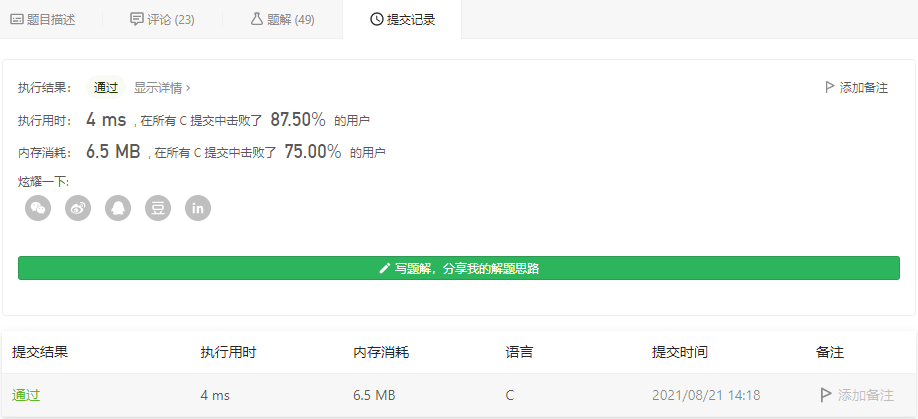 题目描述 评论 (23) 题解 (49) 提交记录
执行结果： 通过 显示详情 › 添加备注
执行用时： 4 ms , 在所有 C 提交中击败了 87.50% 的用户
内存消耗： 6.5 MB , 在所有 C 提交中击败了 75.00% 的用户
炫耀一下:
豆 in
写题解，分享我的解题思路
提交结果 执行用时 内存消耗 语言 提交时间 备注
通过 4 ms 6.5 MB C 2021/08/21 14:18 添加备注